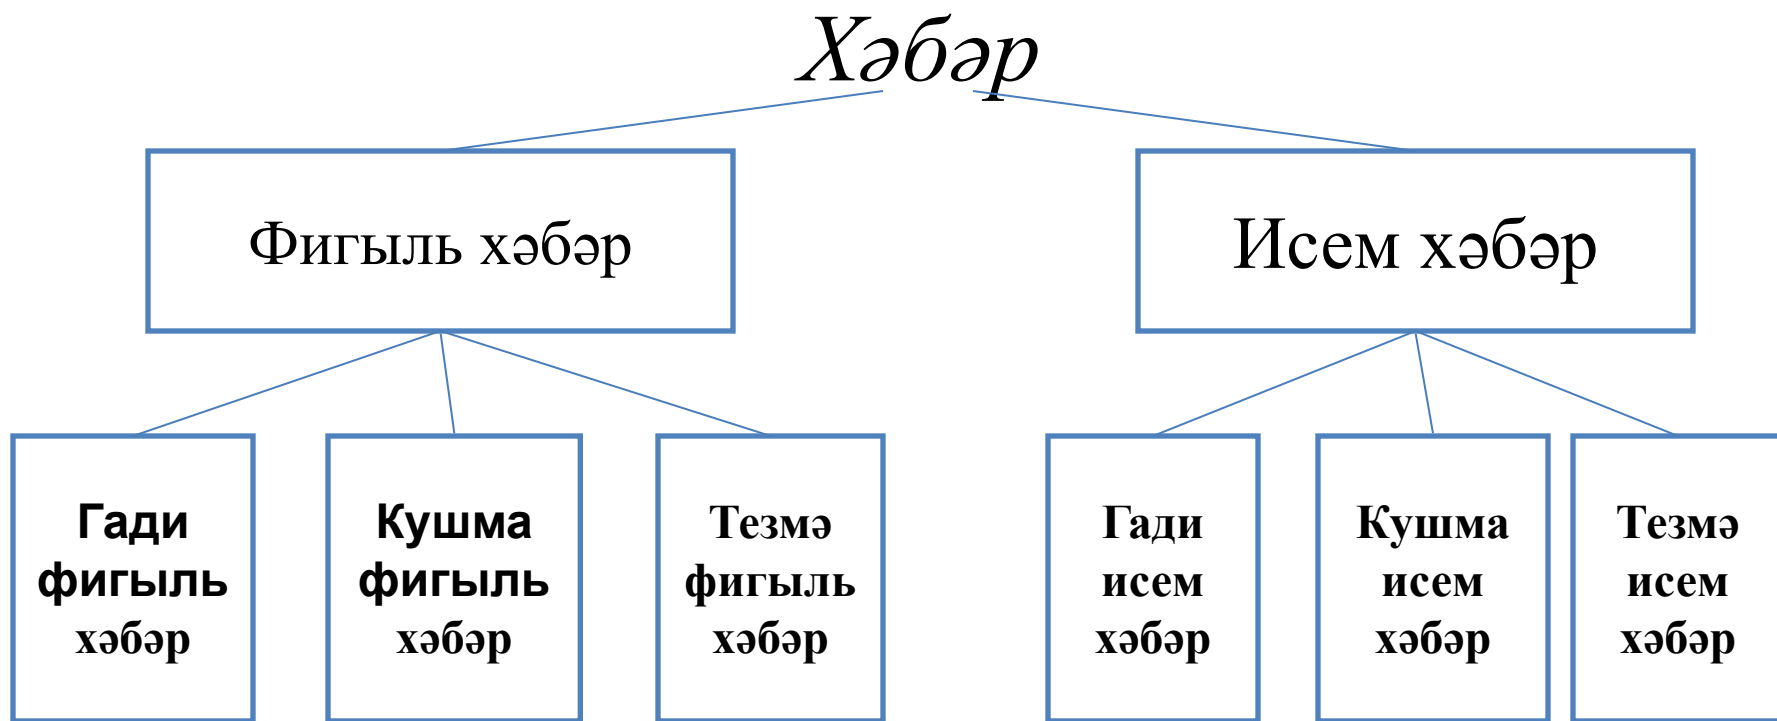 Хәбәр
Фигыль хәбәр
Исем хәбәр
Гади
фигыль
хәбәр
Кушма
фигыль
хәбәр
Тезмә
фигыль
хәбәр
Гади
исем
хәбәр
Кушма
исем
хәбәр
Тезмә
исем
хәбәр